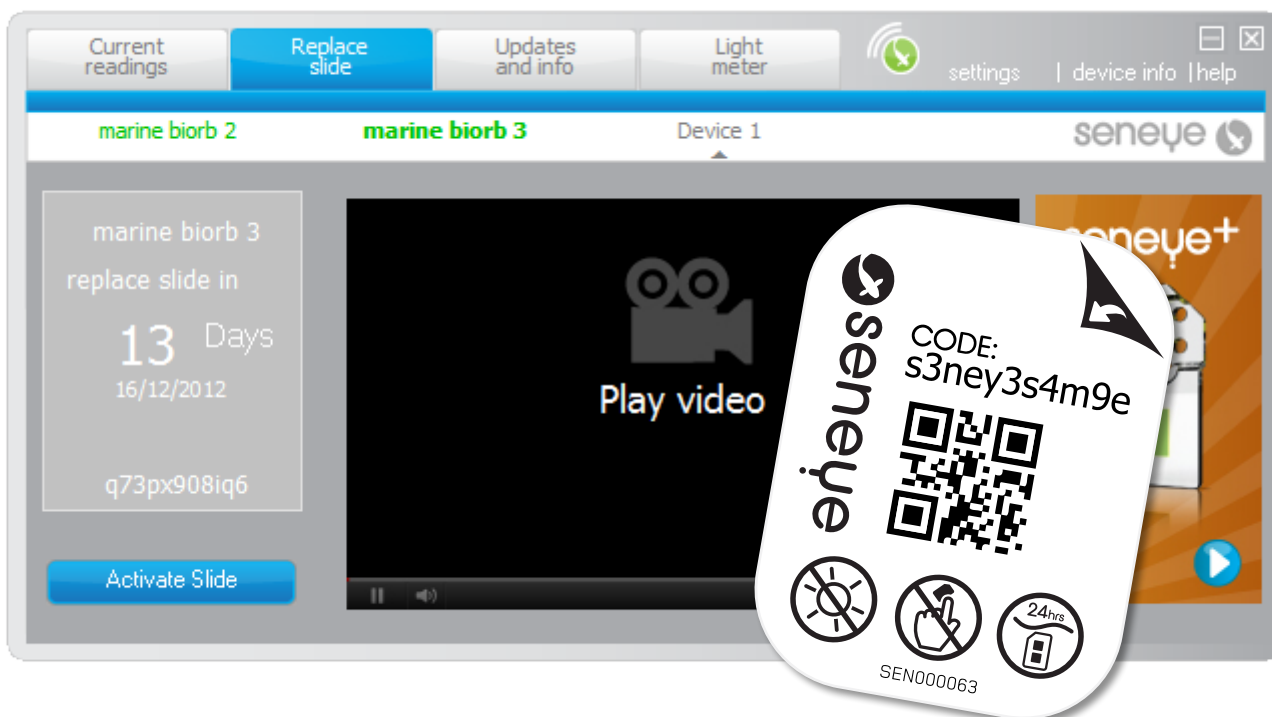 Current readings
Replace slide
Updates and info
Light meter
settings | device info | help
marine biorb 2
marine biorb 3
Device 1
seneye
marine biorb 3
replace slide in
13 Days
16/12/2012
q73px908iq6
Activate Slide
Play video
seneye+
seneye
CODE:
s3ney3s4m9e
24hrs
SEN000063